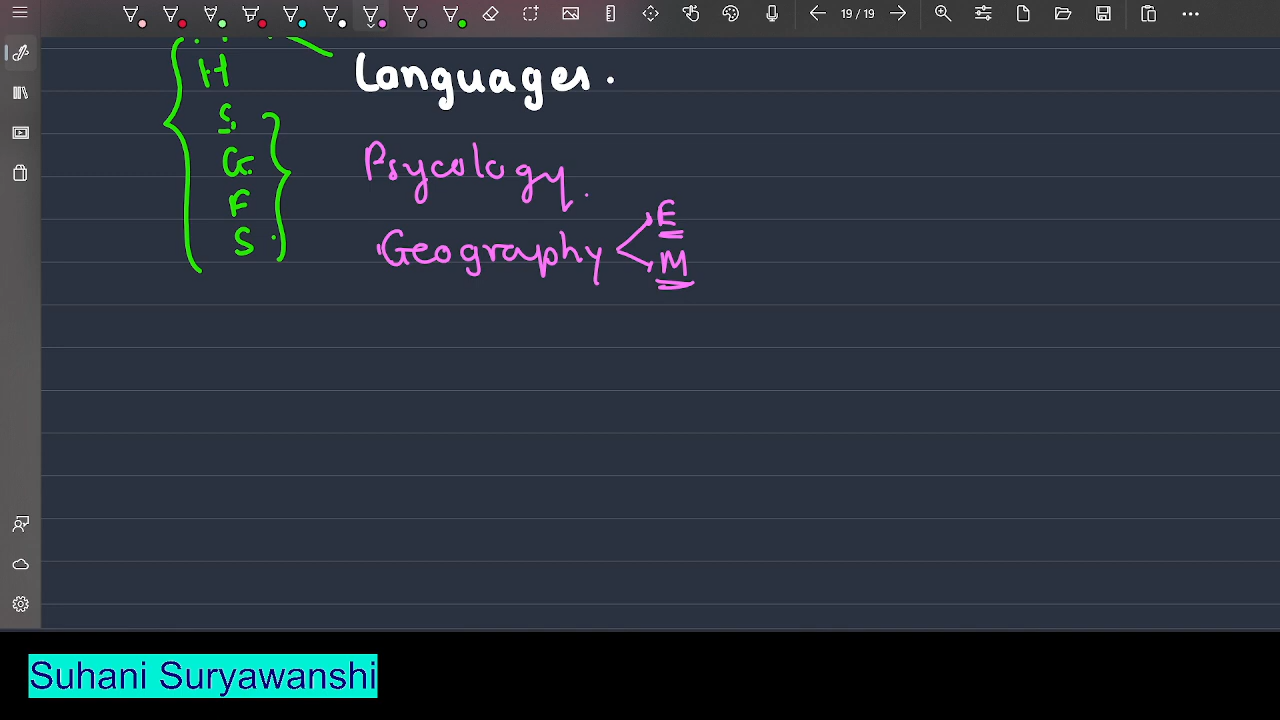 19/19
H
Languages.
S.
Psycology.
G.
F
E
S.
Geography
M
Suhani Suryawanshi